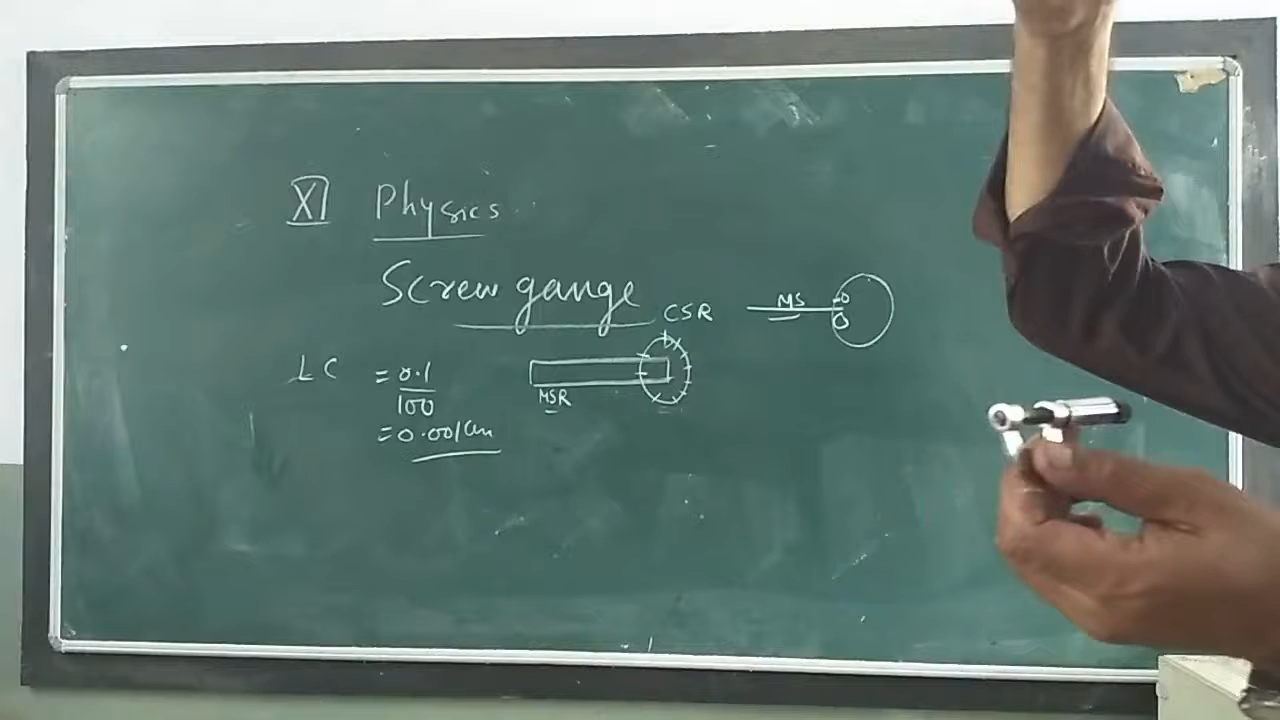 XI Physics
Screw gauge
CSR
MS
0
0
LC = 0.1
100
MSR
= 0.001cm